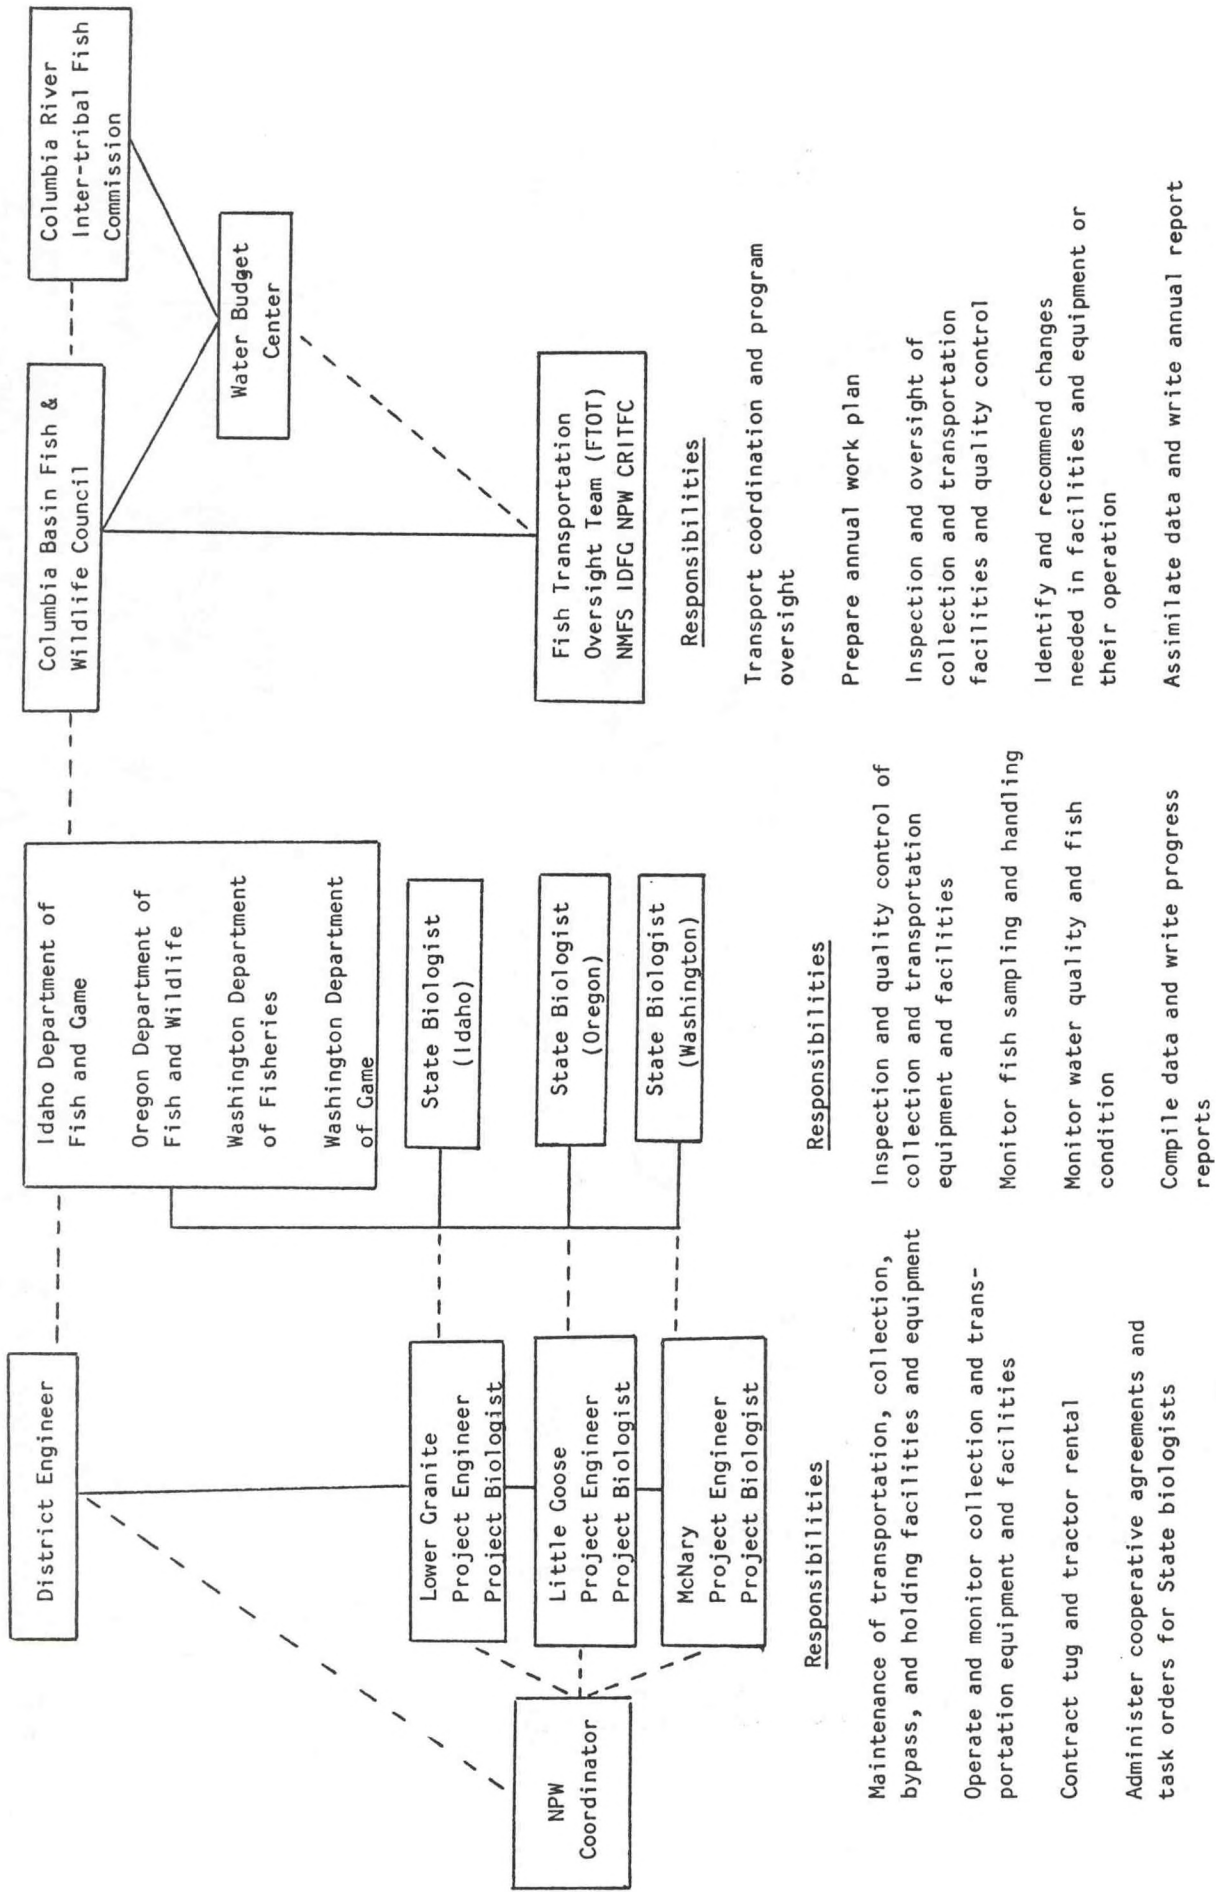 District Engineer
Lower Granite
Project Engineer
Project Biologist
Little Goose
Project Engineer
Project Biologist
McNary
Project Engineer
Project Biologist
NPW
Coordinator
Responsibilities
Maintenance of transportation, collection,
bypass, and holding facilities and equipment
Operate and monitor collection and trans-
portation equipment and facilities
Contract tug and tractor rental
Administer cooperative agreements and
task orders for State biologists
Idaho Department of
Fish and Game
Oregon Department of
Fish and Wildlife
Washington Department
of Fisheries
Washington Department
of Game
State Biologist
(Idaho)
State Biologist
(Oregon)
State Biologist
(Washington)
Responsibilities
Inspection and quality control of
collection and transportation
equipment and facilities
Monitor fish sampling and handling
Monitor water quality and fish
condition
Compile data and write progress
reports
Columbia Basin Fish &
Wildlife Council
Columbia River
Inter-tribal Fish
Commission
Water Budget
Center
Fish Transportation
Oversight Team (FTOT)
NMFS IDFG NPW CRITFC
Responsibilities
Transport coordination and program
oversight
Prepare annual work plan
Inspection and oversight of
collection and transportation
facilities and quality control
Identify and recommend changes
needed in facilities and equipment or
their operation
Assimilate data and write annual report